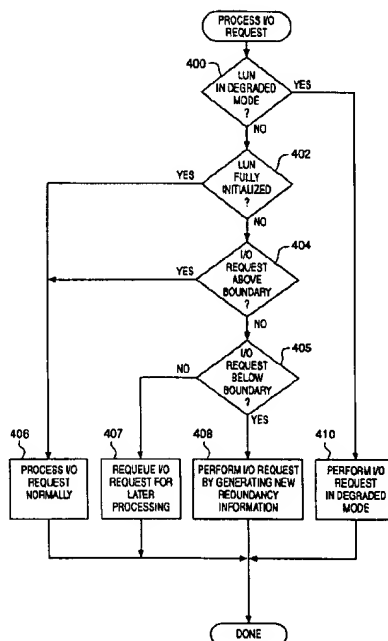 PROCESS I/O
REQUEST
400
LUN
IN DEGRADED
MODE
?
YES
NO
402
LUN
FULLY
INITIALIZED
?
YES
NO
404
I/O
REQUEST
ABOVE
BOUNDARY
?
YES
NO
405
I/O
REQUEST
BELOW
BOUNDARY
?
NO
YES
406
PROCESS I/O
REQUEST
NORMALLY
407
REQUEUE I/O
REQUEST FOR
LATER
PROCESSING
408
PERFORM I/O REQUEST
BY GENERATING NEW
REDUNDANCY
INFORMATION
410
PERFORM I/O
REQUEST
IN DEGRADED
MODE
DONE